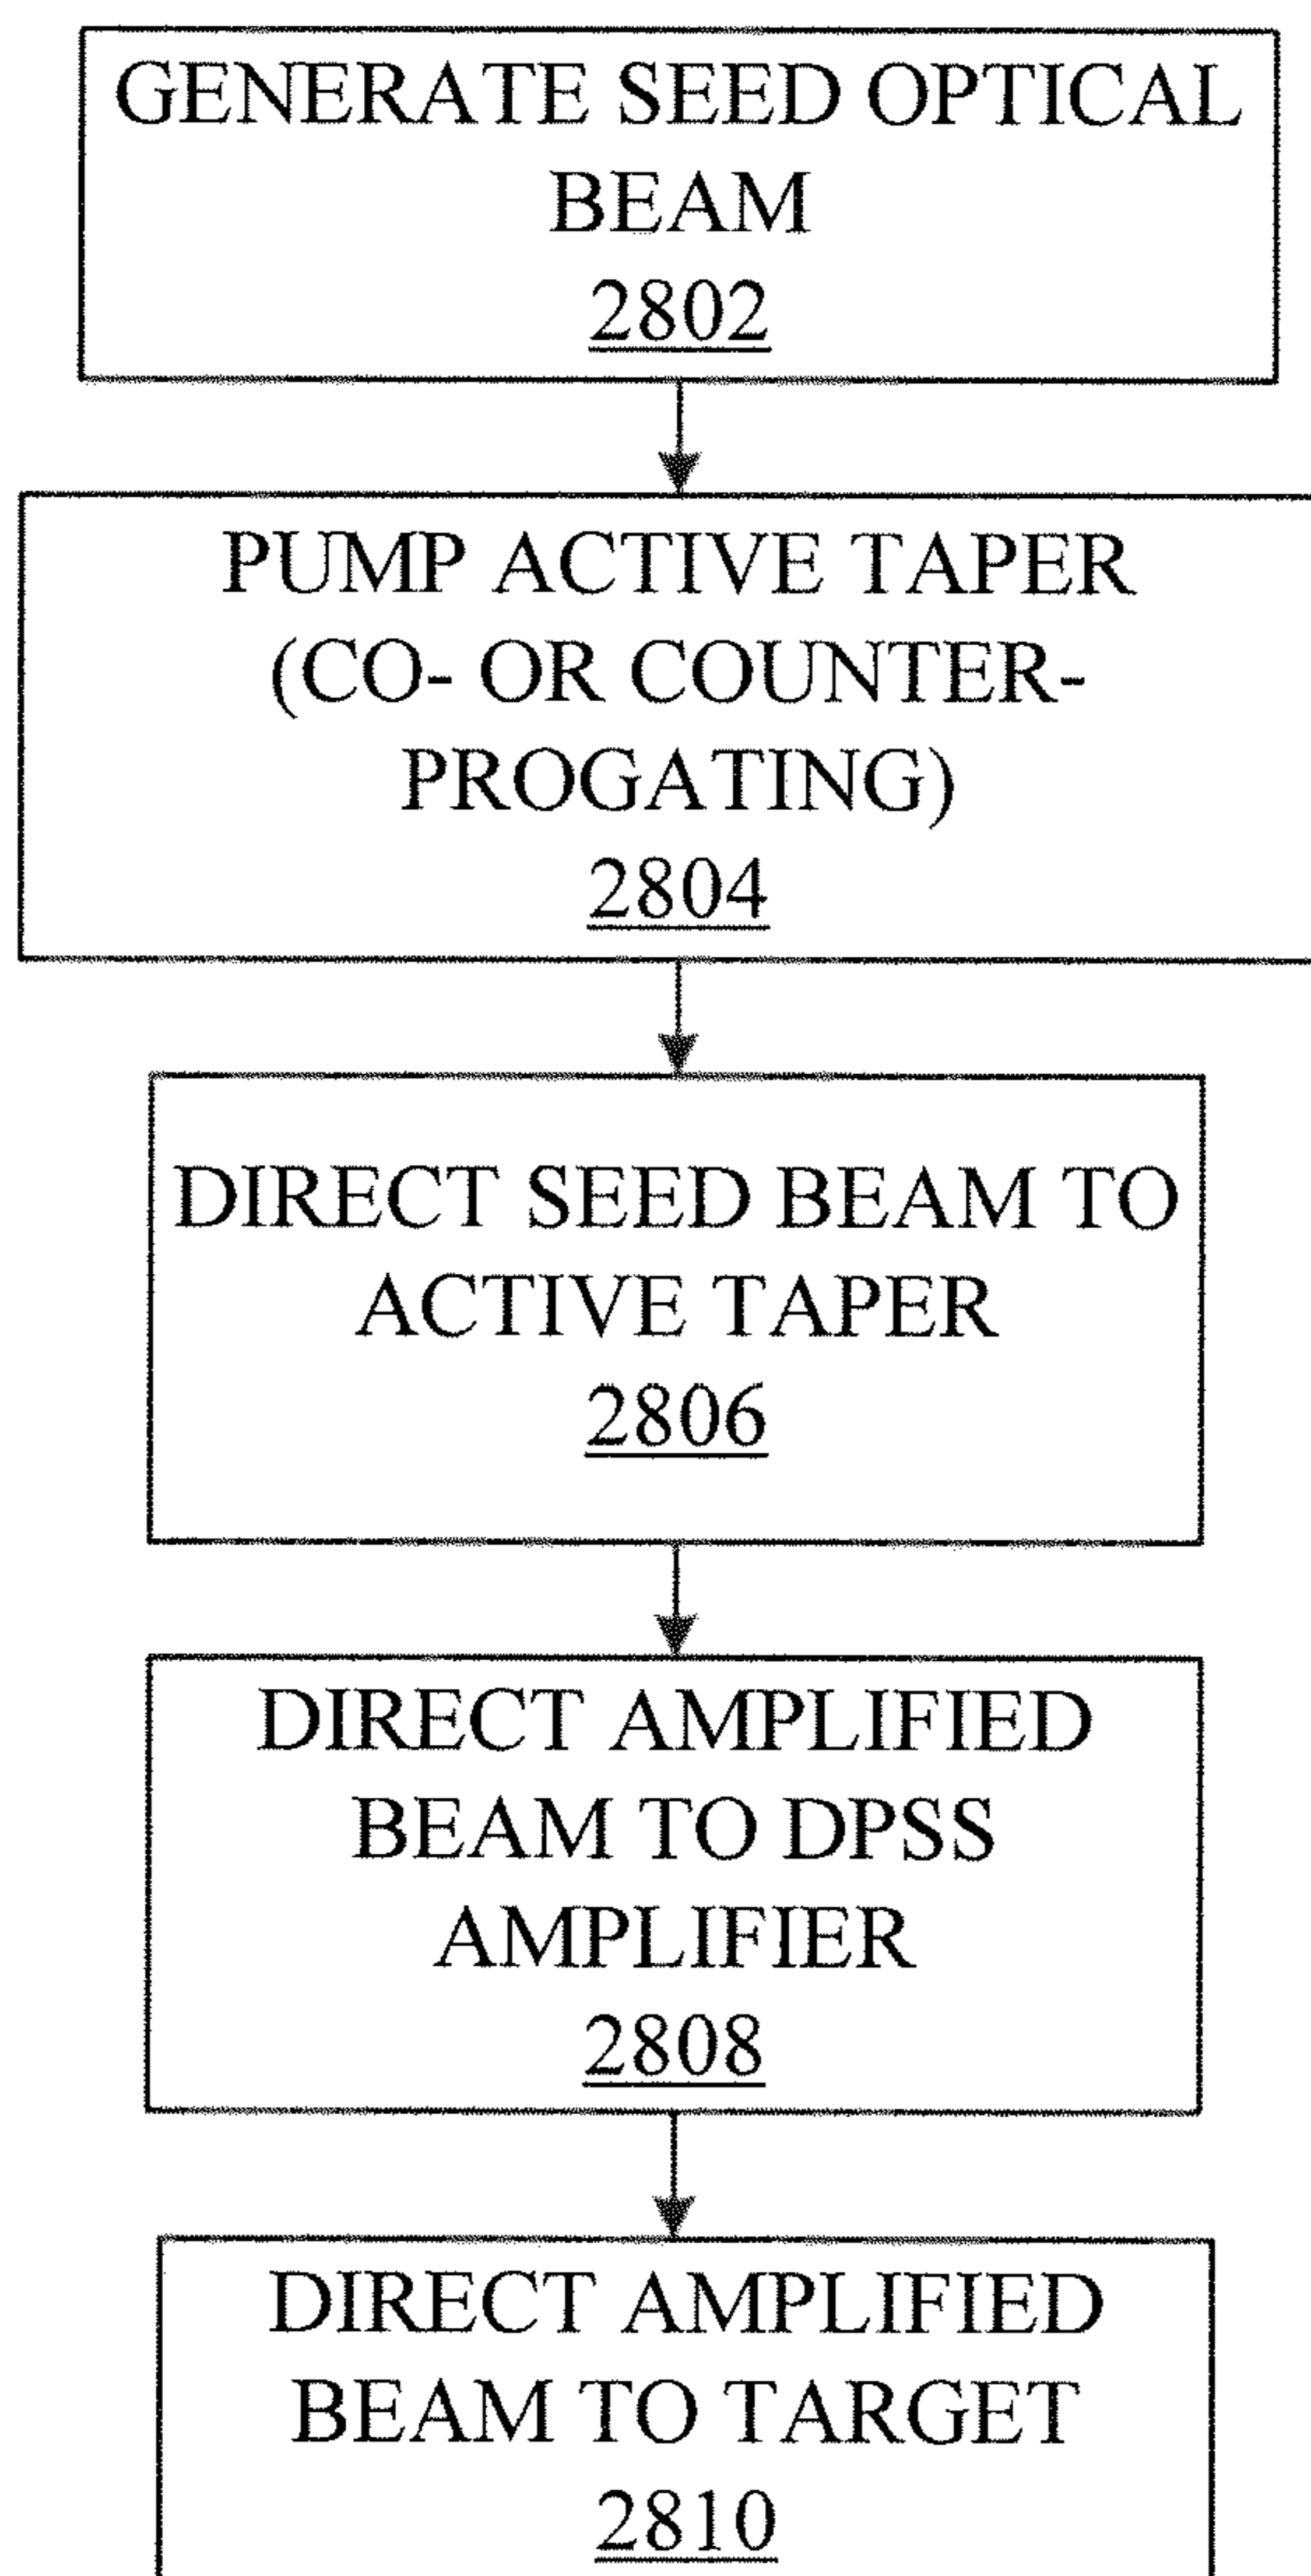 GENERATE SEED OPTICAL
BEAM
2802
PUMP ACTIVE TAPER
(CO- OR COUNTER-
PROGATING)
2804
DIRECT SEED BEAM TO
ACTIVE TAPER
2806
DIRECT AMPLIFIED
BEAM TO DPSS
AMPLIFIER
2808
DIRECT AMPLIFIED
BEAM TO TARGET
2810